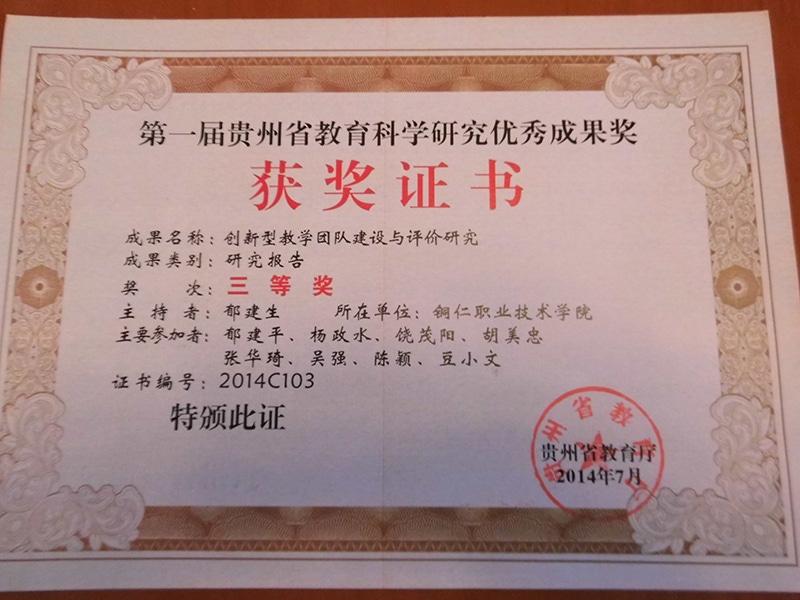 第一届贵州省教育科学研究优秀成果奖
获奖证书
成果名称：创新型教学团队建设与评价研究
成果类别：研究报告
奖 次：三等奖
主持者：郁建生 所在单位：铜仁职业技术学院
主要参加者：郁建平、杨政水、饶茂阳、胡美忠
张华琦、吴强、陈颖、豆小文
证书编号：2014C103
特颁此证
贵州省教育厅
2014年7月